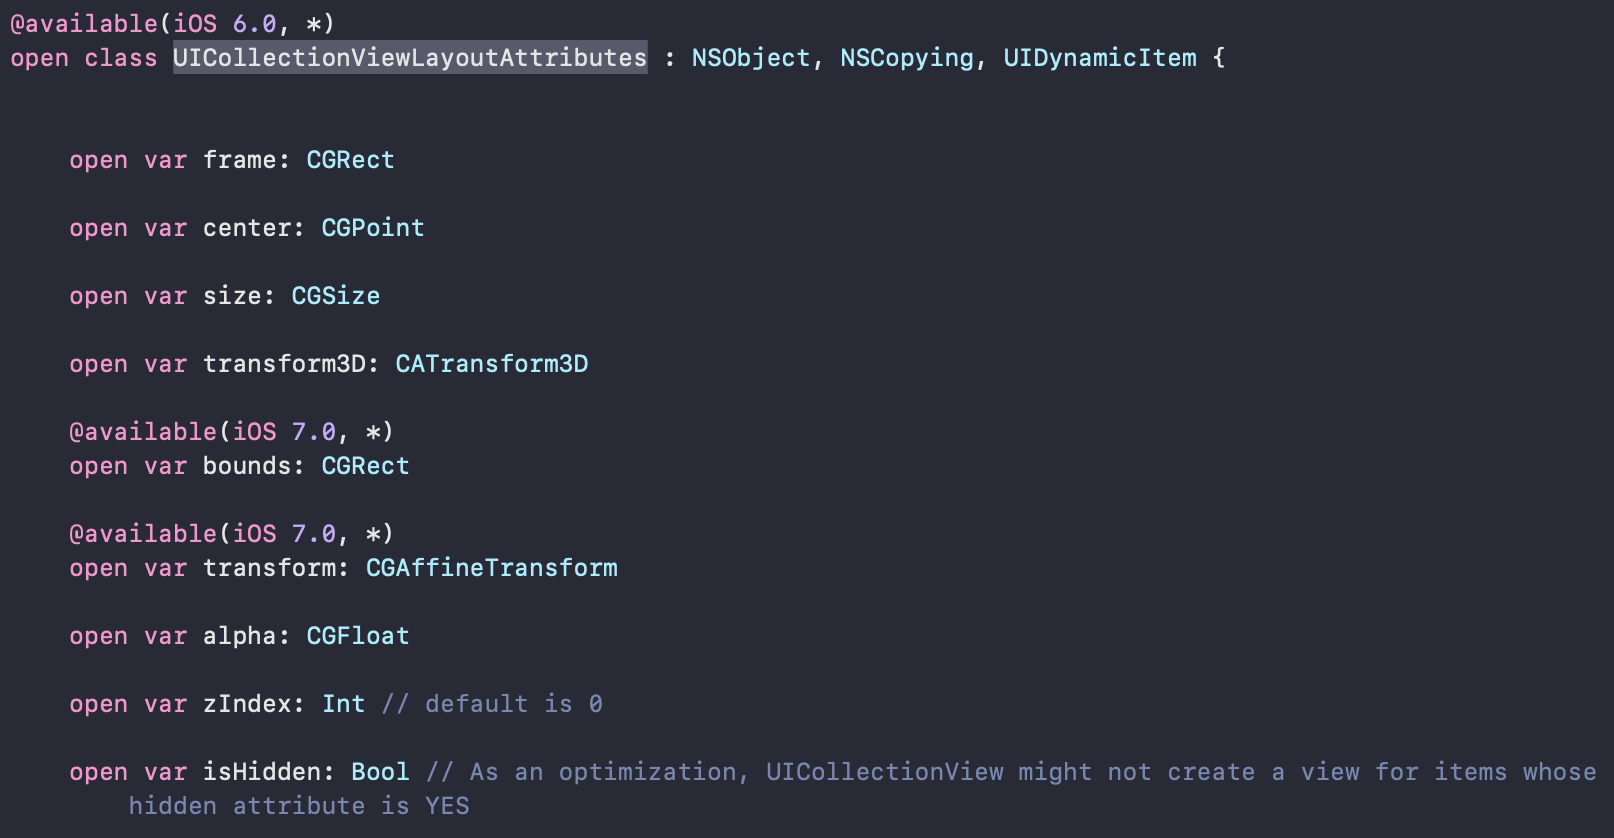 @available(iOS 6.0, *)
open class UICollectionViewLayoutAttributes : NSObject, NSCopying, UIDynamicItem {
open var frame: CGRect
open var center: CGPoint
open var size: CGSize
open var transform3D: CATransform3D
@available(iOS 7.0, *)
open var bounds: CGRect
@available(iOS 7.0, *)
open var transform: CGAffineTransform
open var alpha: CGFloat
open var zIndex: Int // default is 0
open var isHidden: Bool // As an optimization, UICollectionView might not create a view for items whose
hidden attribute is YES